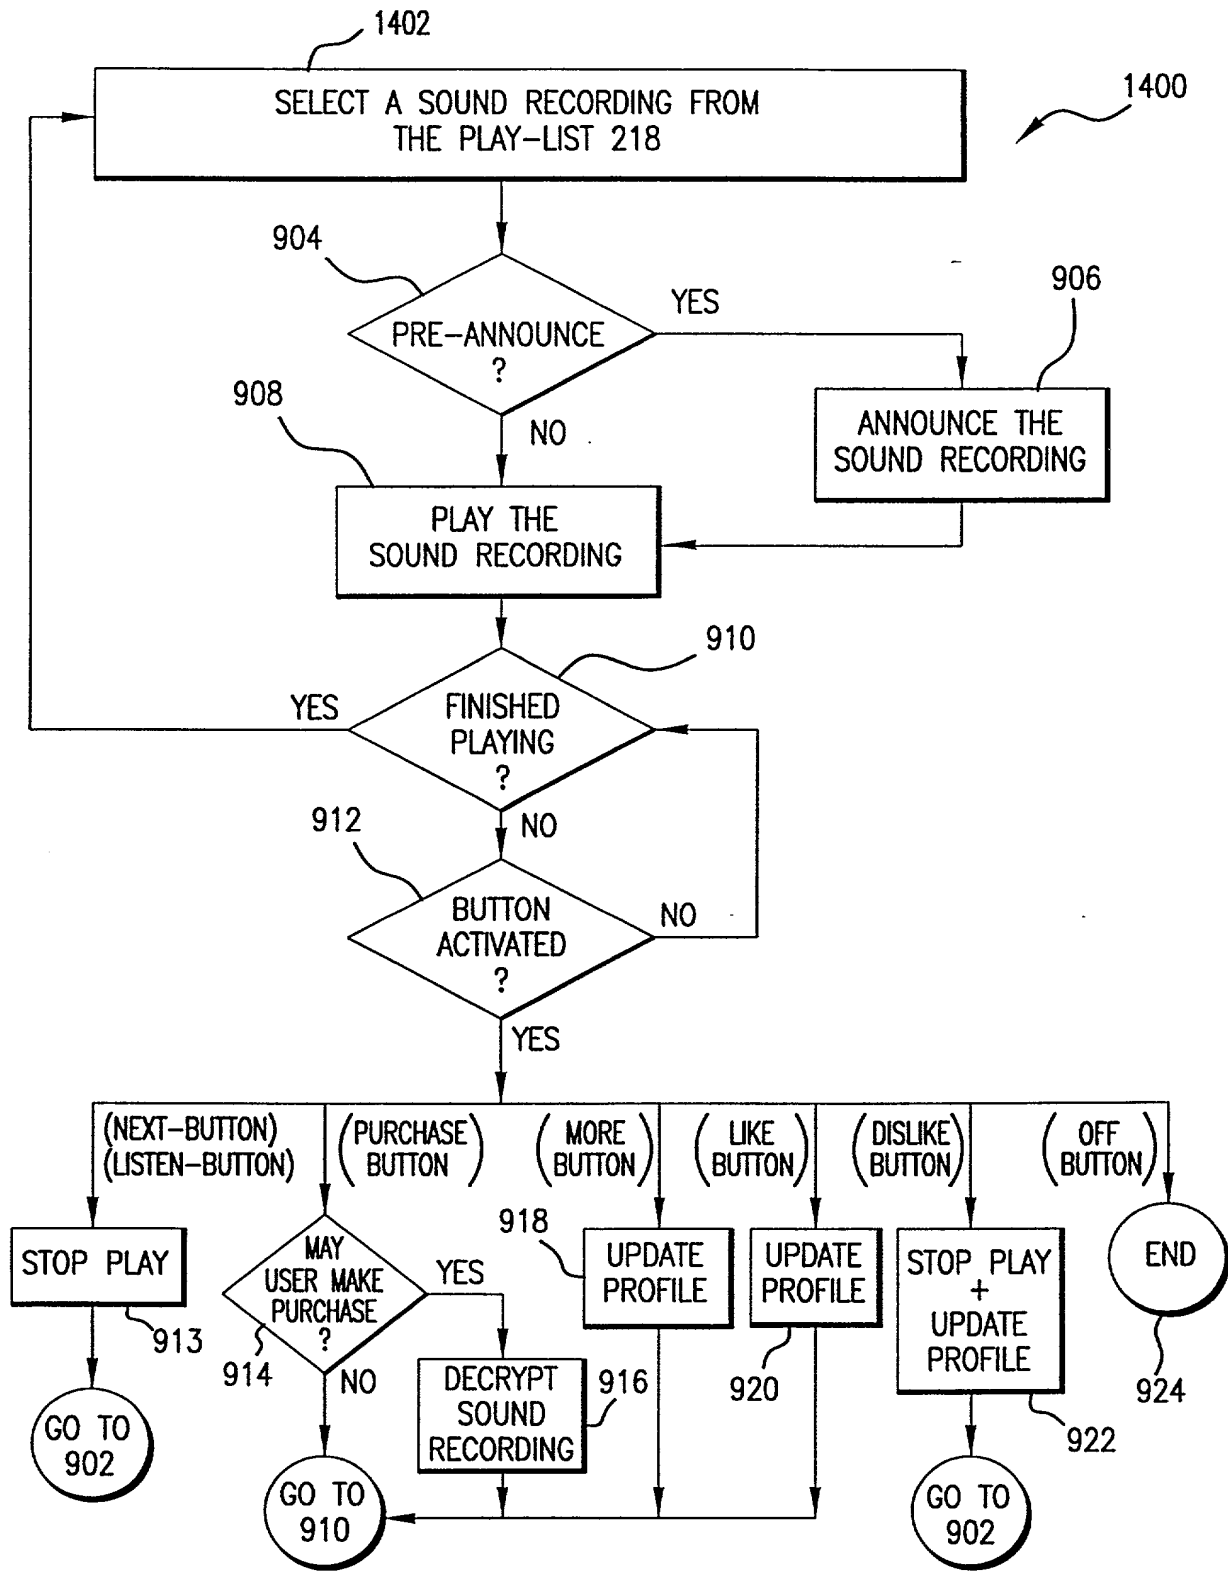 1402
SELECT A SOUND RECORDING FROM
THE PLAY-LIST 218
1400
904
PRE-ANNOUNCE
?
YES
NO
906
ANNOUNCE THE
SOUND RECORDING
908
PLAY THE
SOUND RECORDING
910
YES
FINISHED
PLAYING
?
NO
912
BUTTON
ACTIVATED
?
NO
YES
(NEXT-BUTTON)
(LISTEN-BUTTON)
(PURCHASE
BUTTON)
(MORE
BUTTON)
(LIKE
BUTTON)
(DISLIKE
BUTTON)
(OFF
BUTTON)
STOP PLAY
913
GO TO
902
MAY
USER MAKE
PURCHASE
?
914
YES
NO
DECRYPT
SOUND
RECORDING
916
GO TO
910
918
UPDATE
PROFILE
UPDATE
PROFILE
920
STOP PLAY
+
UPDATE
PROFILE
922
GO TO
902
END
924